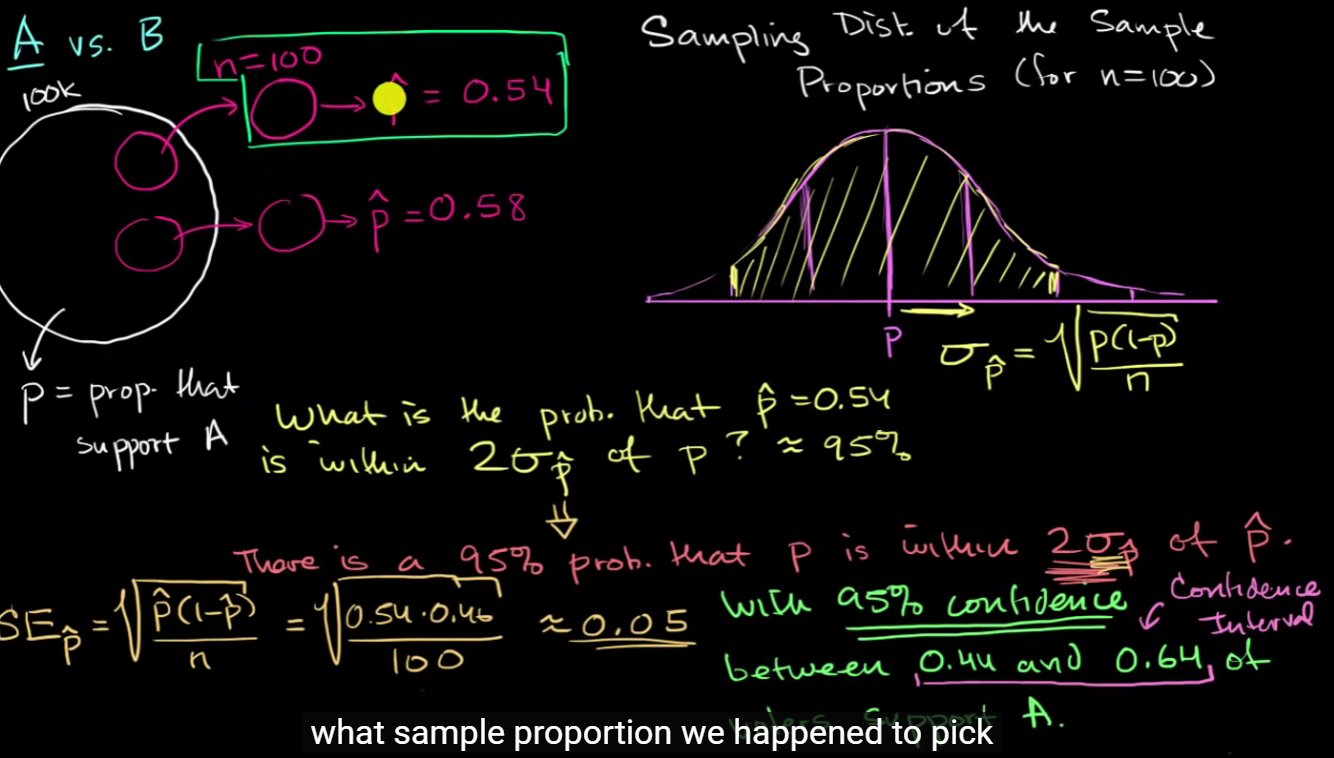 A vs. B
100k
n=100
p̂ = 0.54
p̂ = 0.58
p = prop. that
support A
Sampling Dist. of the Sample
Proportions (for n=100)
P
σp̂ = √p(1-p)/n
What is the prob. that p̂ = 0.54
is within 2σp̂ of p? ≈ 95%
There is a 95% prob. that p is within 2σp̂ of p̂.
SEp̂ = √p̂(1-p̂)/n = √0.54·0.46/100 ≈ 0.05
Confidence
Interval
With 95% confidence
between 0.44 and 0.64 of
voters support A.
what sample proportion we happened to pick